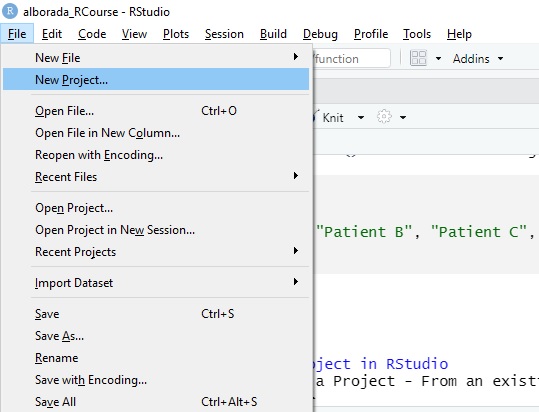 R alborada_RCourse - RStudio
File Edit Code View Plots Session Build Debug Profile Tools Help
New File
/function Addins
New Project...
Open File... Ctrl+O
Knit
Open File in New Column...
Reopen with Encoding...
Recent Files
Open Project...
Open Project in New Session... "Patient B", "Patient C",
Recent Projects
Import Dataset
Save Ctrl+S
Save As...
Rename
oject in RStudio
Save with Encoding... a Project - From an existi
Save All Ctrl+Alt+S